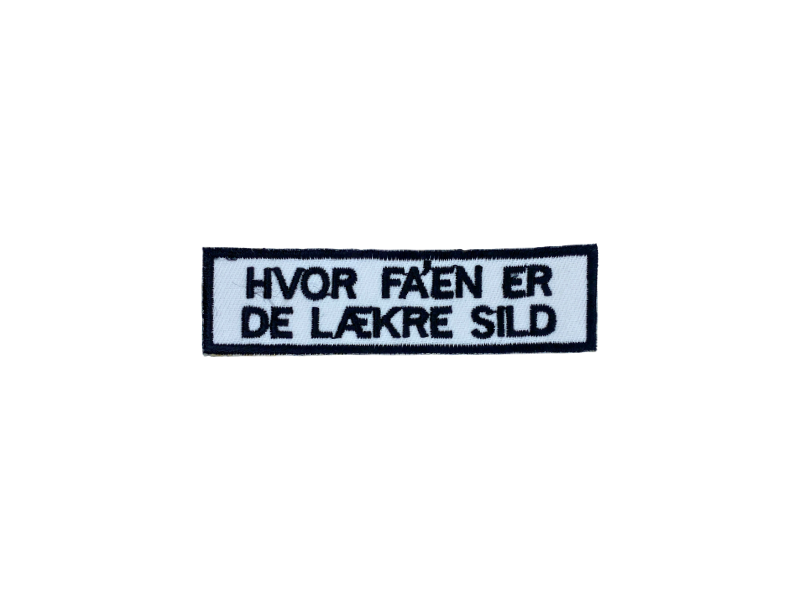 HVOR FA'EN ER
DE LÆKRE SILD